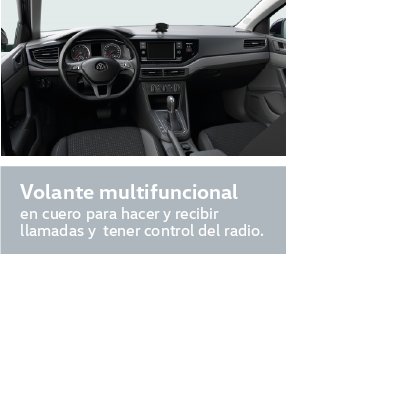 Volante multifuncional
en cuero para hacer y recibir
llamadas y  tener control del radio.